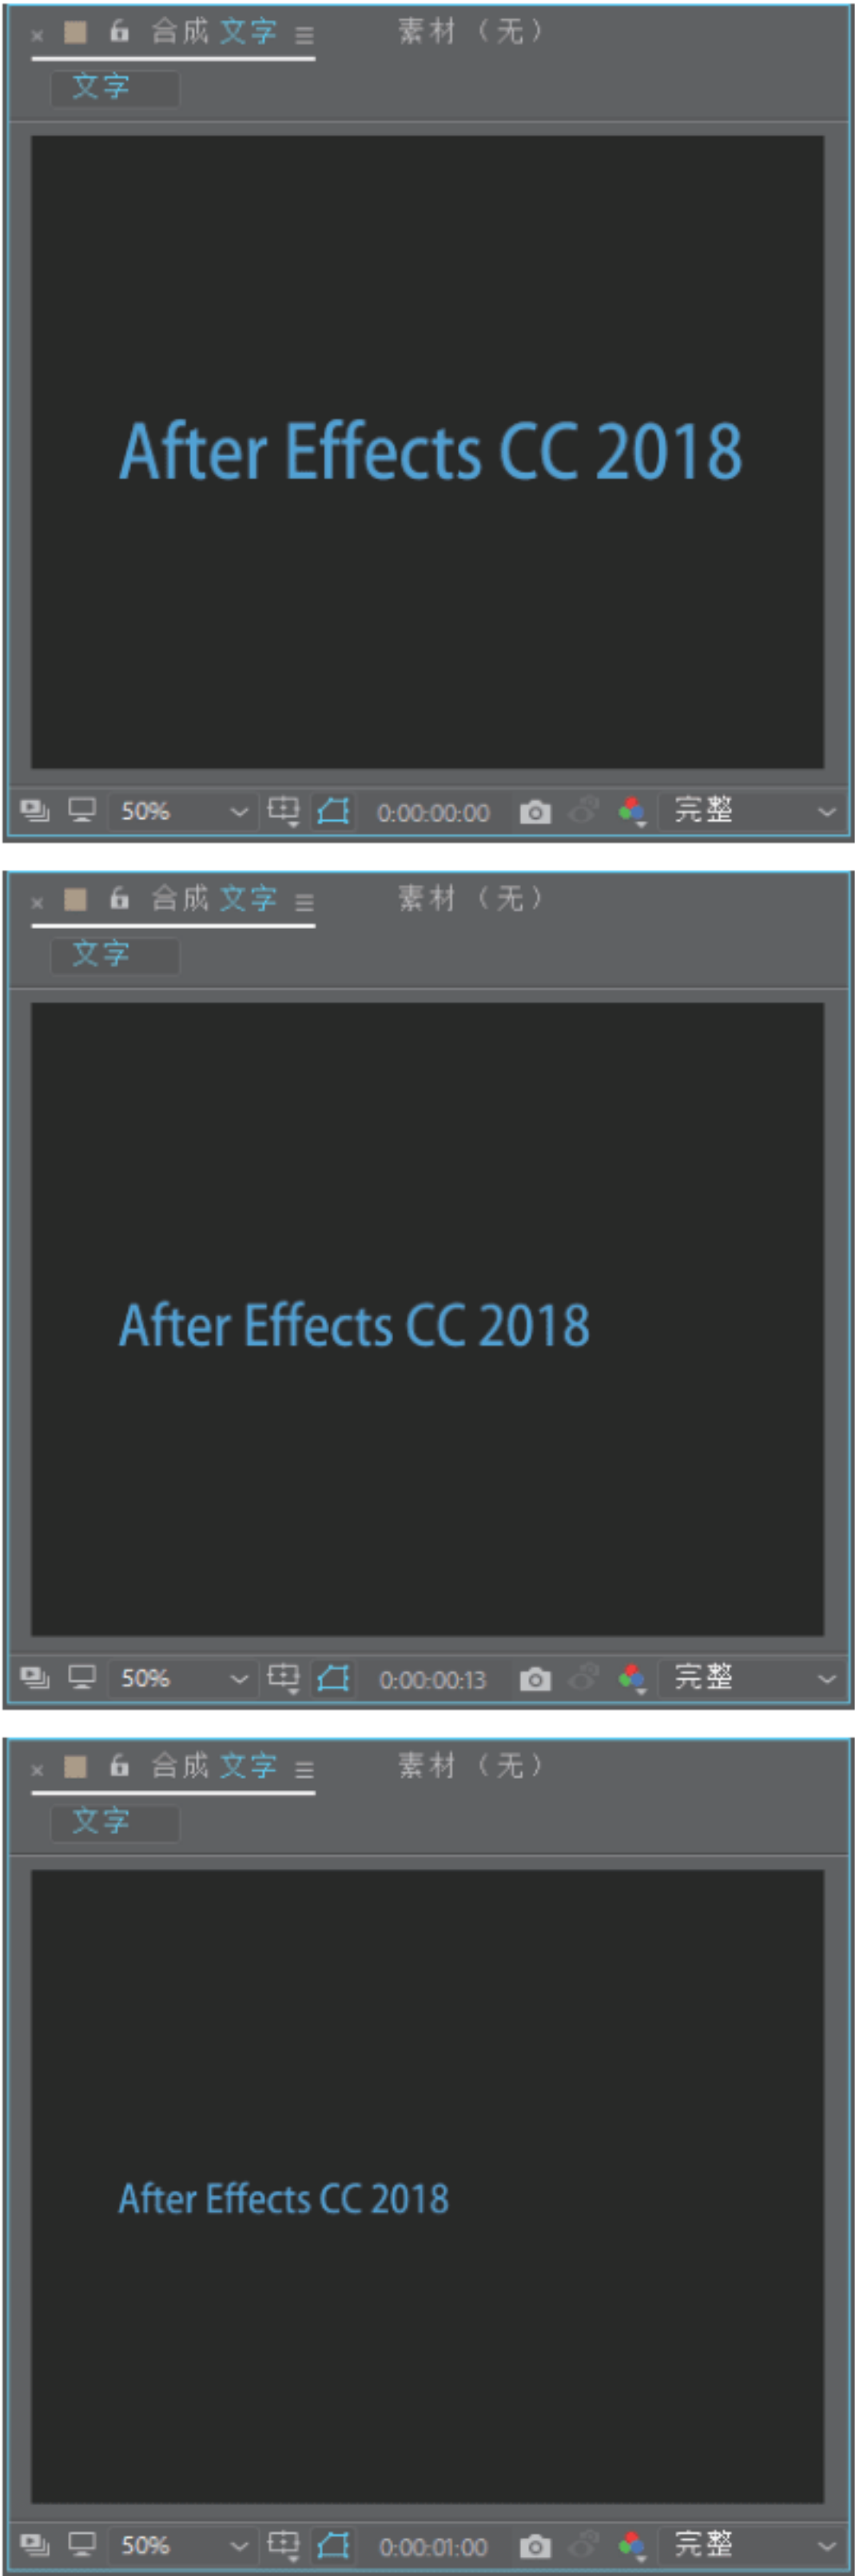 合成 文字 素材（无）
文字
After Effects CC 2018
50% 0:00:00:00 完整
合成 文字 素材（无）
文字
After Effects CC 2018
50% 0:00:00:13 完整
合成 文字 素材（无）
文字
After Effects CC 2018
50% 0:00:01:00 完整